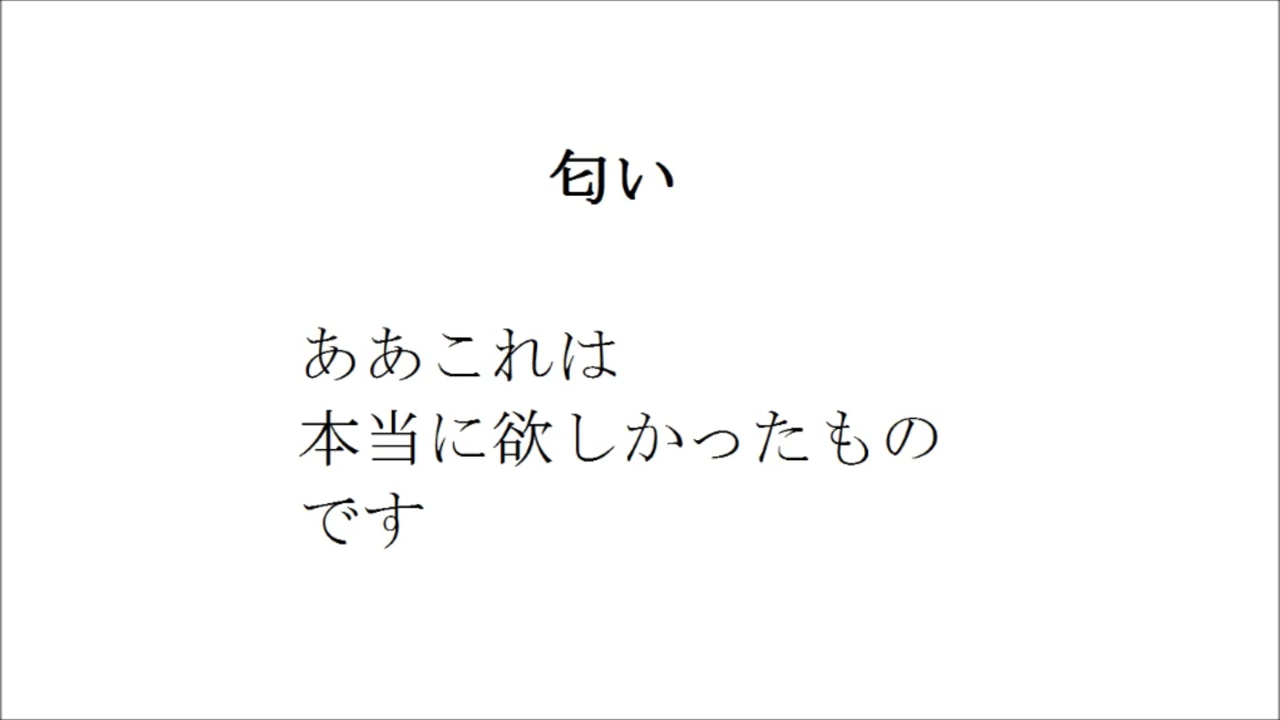 匂い
ああこれは
本当に欲しかったもの
です